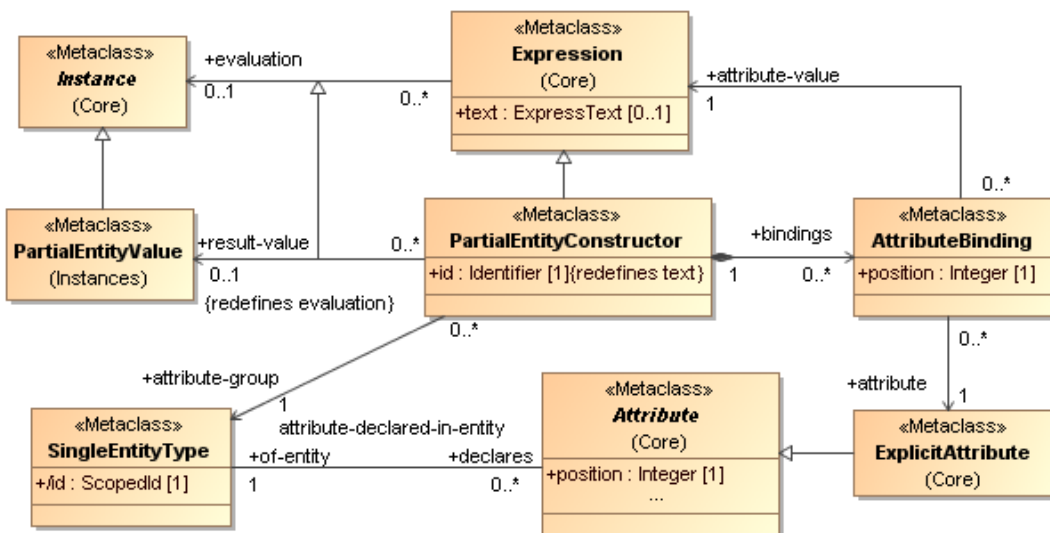 «Metaclass»
Instance
(Core)
+evaluation
0..1
0..*
«Metaclass»
Expression
(Core)
+text : ExpressText [0..1]
+attribute-value
1
0..*
«Metaclass»
PartialEntityValue
(Instances)
+result-value
0..1
0..*
{redefines evaluation}
«Metaclass»
PartialEntityConstructor
+id : Identifier [1]{redefines text}
+bindings
1
0..*
«Metaclass»
AttributeBinding
+position : Integer [1]
0..*
+attribute-group
1
0..*
+attribute
1
«Metaclass»
SingleEntityType
+/id : ScopedId [1]
attribute-declared-in-entity
+of-entity
1
+declares
0..*
«Metaclass»
Attribute
(Core)
+position : Integer [1]
...
«Metaclass»
ExplicitAttribute
(Core)